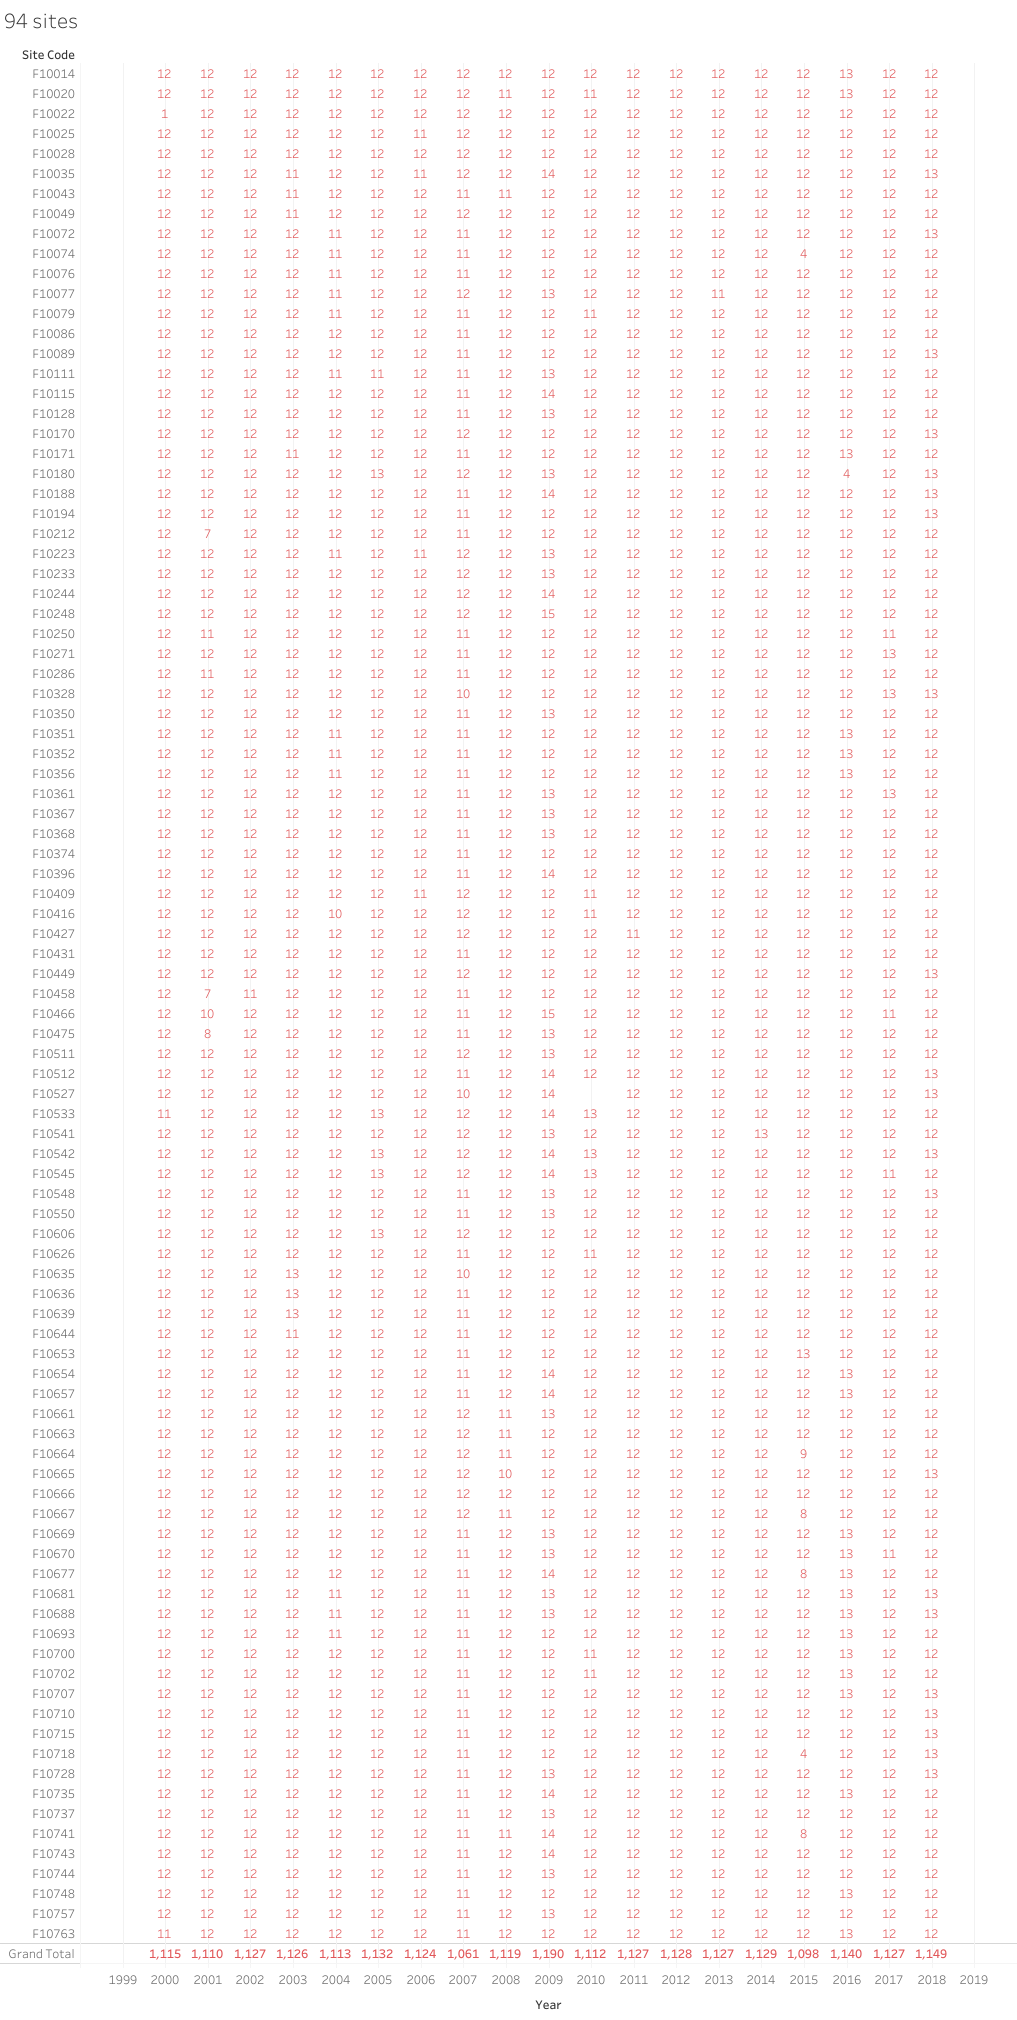 94 sites
Site Code
F10014 12 12 12 12 12 12 12 12 12 12 12 12 12 12 12 12 13 12 12
F10020 12 12 12 12 12 12 12 12 11 12 11 12 12 12 12 12 13 12 12
F10022 1 12 12 12 12 12 12 12 12 12 12 12 12 12 12 12 12 12 12
F10025 12 12 12 12 12 12 11 12 12 12 12 12 12 12 12 12 12 12 12
F10028 12 12 12 12 12 12 12 12 12 12 12 12 12 12 12 12 12 12 12
F10035 12 12 12 11 12 12 11 12 12 14 12 12 12 12 12 12 12 12 13
F10043 12 12 12 11 12 12 12 11 11 12 12 12 12 12 12 12 12 12 12
F10049 12 12 12 11 12 12 12 12 12 12 12 12 12 12 12 12 12 12 12
F10072 12 12 12 12 11 12 12 11 12 12 12 12 12 12 12 12 12 12 13
F10074 12 12 12 12 11 12 12 11 12 12 12 12 12 12 12 4 12 12 12
F10076 12 12 12 12 11 12 12 11 12 12 12 12 12 12 12 12 12 12 12
F10077 12 12 12 12 11 12 12 12 12 13 12 12 12 11 12 12 12 12 12
F10079 12 12 12 12 11 12 12 11 12 12 11 12 12 12 12 12 12 12 12
F10086 12 12 12 12 12 12 12 11 12 12 12 12 12 12 12 12 12 12 12
F10089 12 12 12 12 12 12 12 11 12 12 12 12 12 12 12 12 12 12 13
F10111 12 12 12 12 11 11 12 11 12 13 12 12 12 12 12 12 12 12 12
F10115 12 12 12 12 12 12 12 11 12 14 12 12 12 12 12 12 12 12 12
F10128 12 12 12 12 12 12 12 11 12 13 12 12 12 12 12 12 12 12 12
F10170 12 12 12 12 12 12 12 12 12 12 12 12 12 12 12 12 12 12 13
F10171 12 12 12 11 12 12 12 11 12 12 12 12 12 12 12 12 13 12 12
F10180 12 12 12 12 12 13 12 12 12 13 12 12 12 12 12 12 4 12 13
F10188 12 12 12 12 12 12 12 11 12 14 12 12 12 12 12 12 12 12 13
F10194 12 12 12 12 12 12 12 11 12 12 12 12 12 12 12 12 12 12 13
F10212 12 7 12 12 12 12 12 11 12 12 12 12 12 12 12 12 12 12 12
F10223 12 12 12 12 11 12 11 12 12 13 12 12 12 12 12 12 12 12 12
F10233 12 12 12 12 12 12 12 12 12 13 12 12 12 12 12 12 12 12 12
F10244 12 12 12 12 12 12 12 12 12 14 12 12 12 12 12 12 12 12 12
F10248 12 12 12 12 12 12 12 12 12 15 12 12 12 12 12 12 12 12 12
F10250 12 11 12 12 12 12 12 11 12 12 12 12 12 12 12 12 12 11 12
F10271 12 12 12 12 12 12 12 12 12 12 12 12 12 12 12 12 12 13 12
F10286 12 11 12 12 12 12 12 11 12 12 12 12 12 12 12 12 12 12 12
F10328 12 12 12 12 12 12 12 10 12 12 12 12 12 12 12 12 12 13 13
F10350 12 12 12 12 12 12 12 11 12 13 12 12 12 12 12 12 12 12 12
F10351 12 12 12 12 11 12 12 11 12 12 12 12 12 12 12 12 13 12 12
F10352 12 12 12 12 11 12 12 11 12 12 12 12 12 12 12 12 13 12 12
F10356 12 12 12 12 11 12 12 11 12 12 12 12 12 12 12 12 13 12 12
F10361 12 12 12 12 12 12 12 11 12 13 12 12 12 12 12 12 12 13 12
F10367 12 12 12 12 12 12 12 11 12 13 12 12 12 12 12 12 12 12 12
F10368 12 12 12 12 12 12 12 11 12 13 12 12 12 12 12 12 12 12 12
F10374 12 12 12 12 12 12 12 11 12 12 12 12 12 12 12 12 12 12 12
F10396 12 12 12 12 12 12 12 11 12 14 12 12 12 12 12 12 12 12 12
F10409 12 12 12 12 12 12 11 12 12 12 11 12 12 12 12 12 12 12 12
F10416 12 12 12 12 10 12 12 12 12 12 11 12 12 12 12 12 12 12 12
F10427 12 12 12 12 12 12 12 12 12 12 12 11 12 12 12 12 12 12 12
F10431 12 12 12 12 12 12 12 11 12 12 12 12 12 12 12 12 12 12 12
F10449 12 12 12 12 12 12 12 12 12 12 12 12 12 12 12 12 12 12 13
F10458 12 7 11 12 12 12 12 11 12 12 12 12 12 12 12 12 12 12 12
F10466 12 10 12 12 12 12 12 11 12 15 12 12 12 12 12 12 12 11 12
F10475 12 8 12 12 12 12 12 11 12 13 12 12 12 12 12 12 12 12 12
F10511 12 12 12 12 12 12 12 12 12 13 12 12 12 12 12 12 12 12 12
F10512 12 12 12 12 12 12 12 11 12 14 12 12 12 12 12 12 12 12 13
F10527 12 12 12 12 12 12 12 10 12 14 12 12 12 12 12 12 12 13
F10533 11 12 12 12 12 13 12 12 12 14 13 12 12 12 12 12 12 12 12
F10541 12 12 12 12 12 12 12 12 12 13 12 12 12 12 13 12 12 12 12
F10542 12 12 12 12 12 13 12 12 12 14 13 12 12 12 12 12 12 12 13
F10545 12 12 12 12 12 13 12 12 12 14 13 12 12 12 12 12 12 11 12
F10548 12 12 12 12 12 12 12 11 12 13 12 12 12 12 12 12 12 12 13
F10550 12 12 12 12 12 12 12 11 12 13 12 12 12 12 12 12 12 12 12
F10606 12 12 12 12 12 13 12 12 12 12 12 12 12 12 12 12 12 12 12
F10626 12 12 12 12 12 12 12 11 12 12 11 12 12 12 12 12 12 12 12
F10635 12 12 12 13 12 12 12 10 12 12 12 12 12 12 12 12 12 12 12
F10636 12 12 12 13 12 12 12 11 12 12 12 12 12 12 12 12 12 12 12
F10639 12 12 12 13 12 12 12 11 12 12 12 12 12 12 12 12 12 12 12
F10644 12 12 12 11 12 12 12 11 12 12 12 12 12 12 12 12 12 12 12
F10653 12 12 12 12 12 12 12 12 12 12 12 12 12 12 12 13 12 12 12
F10654 12 12 12 12 12 12 12 11 12 14 12 12 12 12 12 12 13 12 12
F10657 12 12 12 12 12 12 12 11 12 14 12 12 12 12 12 12 13 12 12
F10661 12 12 12 12 12 12 12 12 11 13 12 12 12 12 12 12 12 12 12
F10663 12 12 12 12 12 12 12 12 11 12 12 12 12 12 12 12 12 12 12
F10664 12 12 12 12 12 12 12 12 11 12 12 12 12 12 12 9 12 12 12
F10665 12 12 12 12 12 12 12 12 10 12 12 12 12 12 12 12 12 12 13
F10666 12 12 12 12 12 12 12 12 12 12 12 12 12 12 12 12 12 12 12
F10667 12 12 12 12 12 12 12 12 11 12 12 12 12 12 12 8 12 12 12
F10669 12 12 12 12 12 12 12 11 12 13 12 12 12 12 12 12 13 12 12
F10670 12 12 12 12 12 12 12 11 12 13 12 12 12 12 12 12 13 11 12
F10677 12 12 12 12 12 12 12 11 12 14 12 12 12 12 12 8 13 12 12
F10681 12 12 12 12 11 12 12 11 12 13 12 12 12 12 12 12 13 12 13
F10688 12 12 12 12 11 12 12 11 12 13 12 12 12 12 12 12 13 12 13
F10693 12 12 12 12 11 12 12 11 12 12 12 12 12 12 12 12 13 12 12
F10700 12 12 12 12 12 12 12 11 12 12 11 12 12 12 12 12 13 12 12
F10702 12 12 12 12 12 12 12 11 12 12 11 12 12 12 12 12 13 12 12
F10707 12 12 12 12 12 12 12 11 12 12 12 12 12 12 12 12 13 12 13
F10710 12 12 12 12 12 12 12 11 12 12 12 12 12 12 12 12 12 12 13
F10715 12 12 12 12 12 12 12 11 12 12 12 12 12 12 12 12 12 12 13
F10718 12 12 12 12 12 12 12 11 12 12 12 12 12 12 12 4 12 12 13
F10728 12 12 12 12 12 12 12 11 12 13 12 12 12 12 12 12 12 12 13
F10735 12 12 12 12 12 12 12 11 12 14 12 12 12 12 12 12 13 12 12
F10737 12 12 12 12 12 12 12 11 12 13 12 12 12 12 12 12 12 12 12
F10741 12 12 12 12 12 12 12 11 11 14 12 12 12 12 12 8 12 12 12
F10743 12 12 12 12 12 12 12 11 12 14 12 12 12 12 12 12 12 12 12
F10744 12 12 12 12 12 12 12 11 12 13 12 12 12 12 12 12 12 12 12
F10748 12 12 12 12 12 12 12 11 12 12 12 12 12 12 12 12 13 12 12
F10757 12 12 12 12 12 12 12 11 12 13 12 12 12 12 12 12 12 12 12
F10763 11 12 12 12 12 12 12 11 12 12 12 12 12 12 12 12 13 12 12
Grand Total 1,115 1,110 1,127 1,126 1,113 1,132 1,124 1,061 1,119 1,190 1,112 1,127 1,128 1,127 1,129 1,098 1,140 1,127 1,149
1999 2000 2001 2002 2003 2004 2005 2006 2007 2008 2009 2010 2011 2012 2013 2014 2015 2016 2017 2018 2019
Year